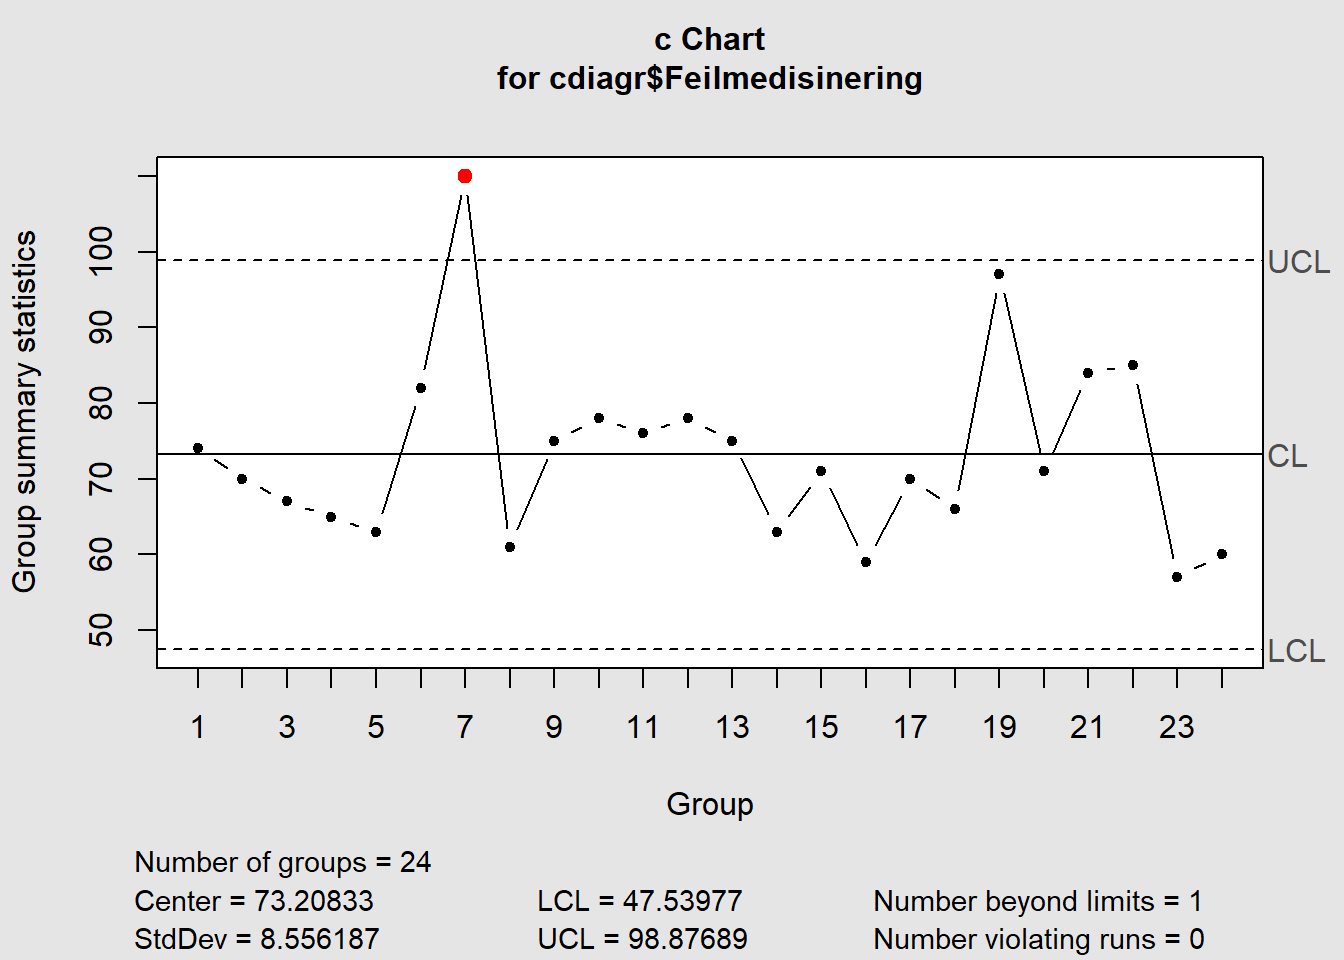 c Chart
for cdiagr$Feilmedisinering
Group summary statistics
100
90
80
70
60
50
UCL
CL
LCL
1 3 5 7 9 11 13 15 17 19 21 23
Group
Number of groups = 24
Center = 73.20833 LCL = 47.53977 Number beyond limits = 1
StdDev = 8.556187 UCL = 98.87689 Number violating runs = 0